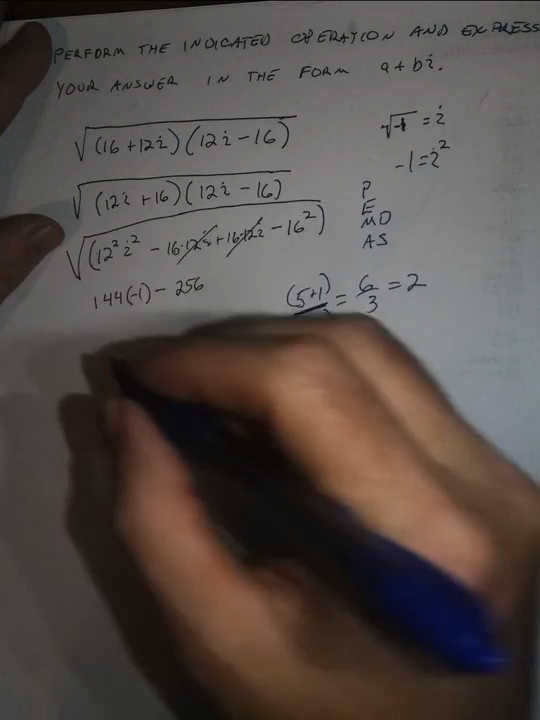 PERFORM THE INDICATED OPERATION AND EXPRESS
YOUR ANSWER IN THE FORM a + bi.
√(16+12i)(12i-16)
√-1 = i
-1 = i²
√(12i+16)(12i-16)
P
E
MD
AS
√(12²i² - 16·12i + 16·12i - 16²)
144(-1) - 256
(5+1) = 6/3 = 2